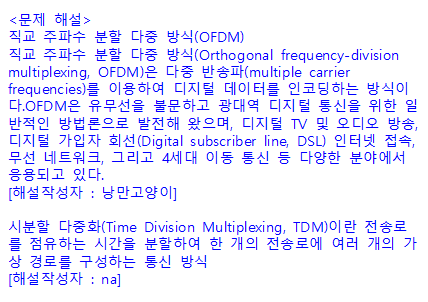 <문제 해설>
직교 주파수 분할 다중 방식(OFDM)
직교 주파수 분할 다중 방식(Orthogonal frequency-division
multiplexing, OFDM)은 다중 반송파(multiple carrier
frequencies)를 이용하여 디지털 데이터를 인코딩하는 방식이
다.OFDM은 유무선을 불문하고 광대역 디지털 통신을 위한 일
반적인 방법론으로 발전해 왔으며, 디지털 TV 및 오디오 방송,
디지털 가입자 회선(Digital subscriber line, DSL) 인터넷 접속,
무선 네트워크, 그리고 4세대 이동 통신 등 다양한 분야에서
응용되고 있다.
[해설작성자 : 낭만고양이]

시분할 다중화(Time Division Multiplexing, TDM)이란 전송로
를 점유하는 시간을 분할하여 한 개의 전송로에 여러 개의 가
상 경로를 구성하는 통신 방식
[해설작성자 : na]